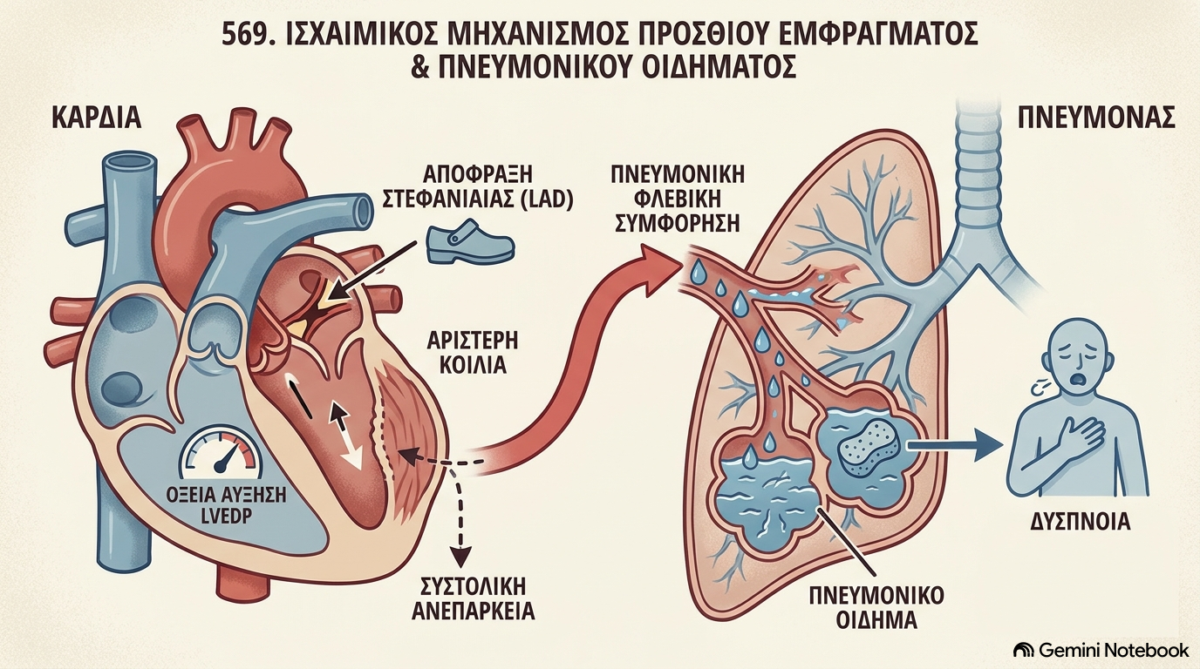 569. ΙΣΧΑΙΜΙΚΟΣ ΜΗΧΑΝΙΣΜΟΣ ΠΡΟΣΘΙΟΥ ΕΜΦΡΑΓΜΑΤΟΣ
& ΠΝΕΥΜΟΝΙΚΟΥ ΟΙΔΗΜΑΤΟΣ
ΚΑΡΔΙΑ
ΑΠΟΦΡΑΞΗ
ΣΤΕΦΑΝΙΑΙΑΣ (LAD)
ΑΡΙΣΤΕΡΗ
ΚΟΙΛΙΑ
ΟΞΕΙΑ ΑΥΞΗΣΗ
LVEDP
ΣΥΣΤΟΛΙΚΗ
ΑΝΕΠΑΡΚΕΙΑ
ΠΝΕΥΜΟΝΙΚΗ
ΦΛΕΒΙΚΗ
ΣΥΜΦΟΡΗΣΗ
ΠΝΕΥΜΟΝΑΣ
ΔΥΣΠΝΟΙΑ
ΠΝΕΥΜΟΝΙΚΟ
ΟΙΔΗΜΑ
Gemini Notebook